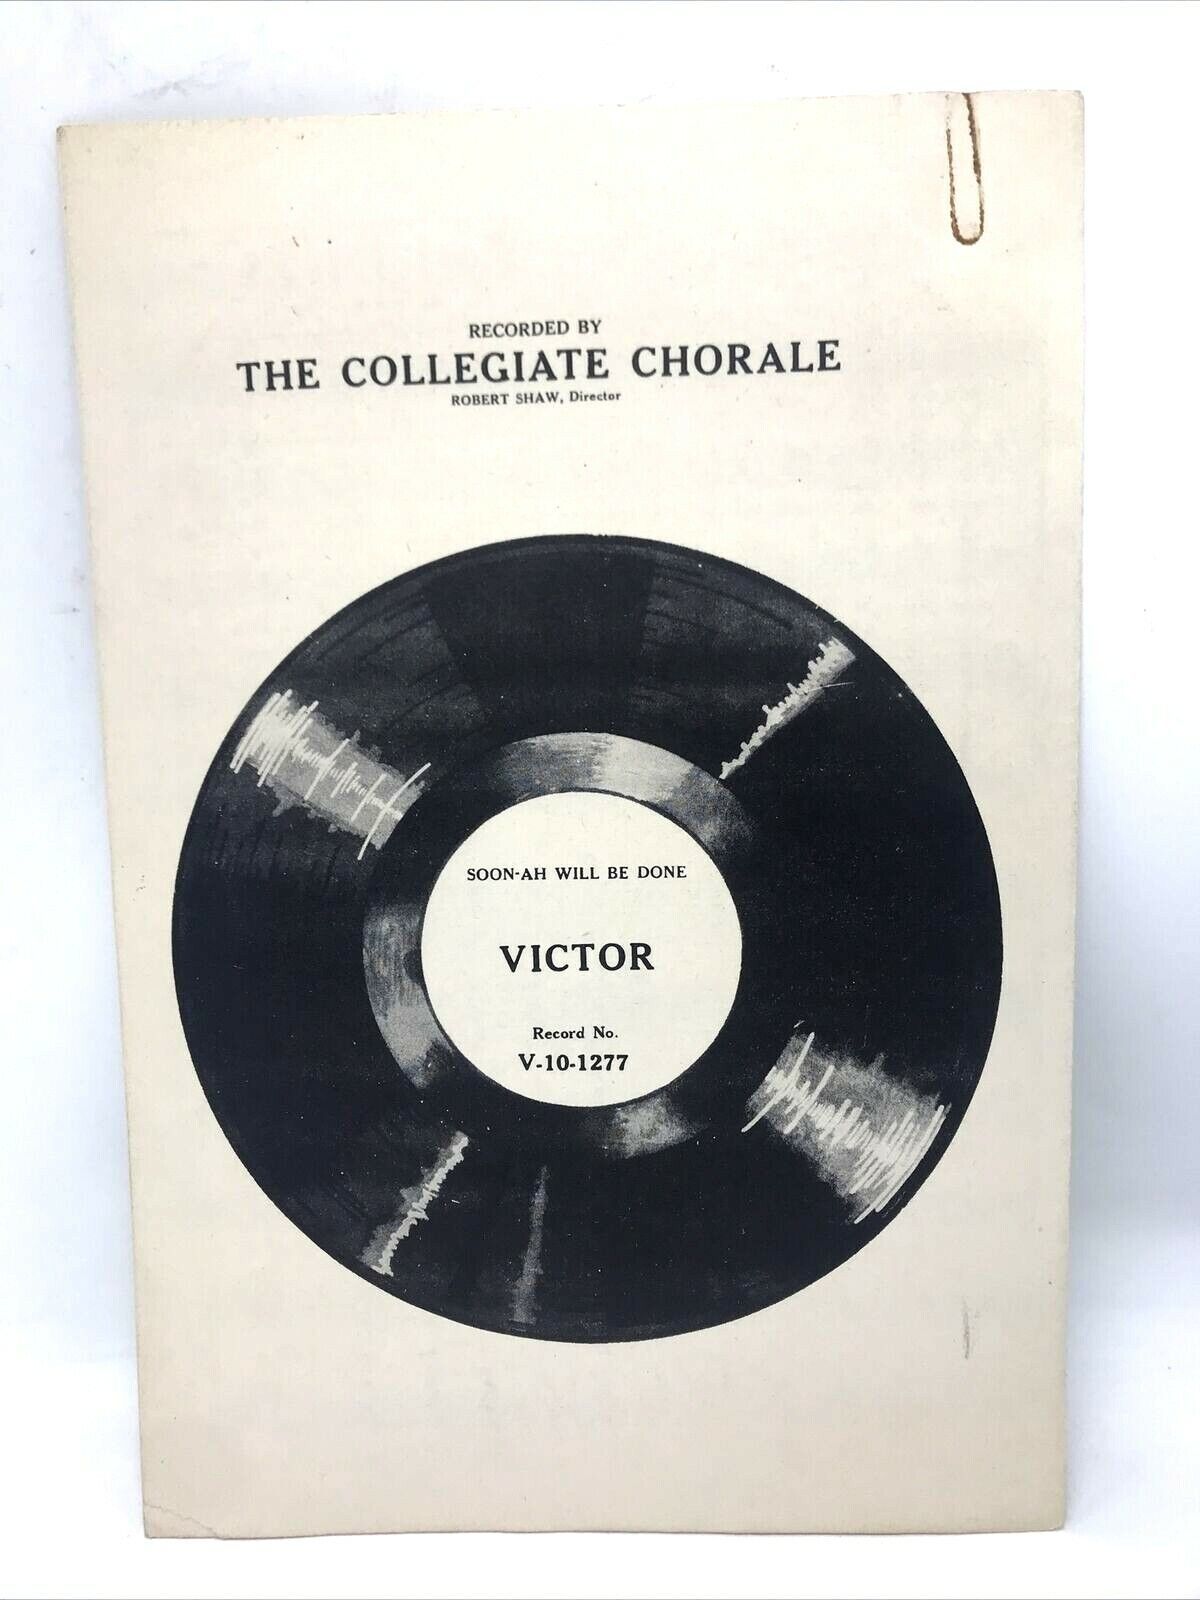 RECORDED BY
THE COLLEGIATE CHORALE
ROBERT SHAW, Director
SOON-AH WILL BE DONE
VICTOR
Record No.
V-10-1277